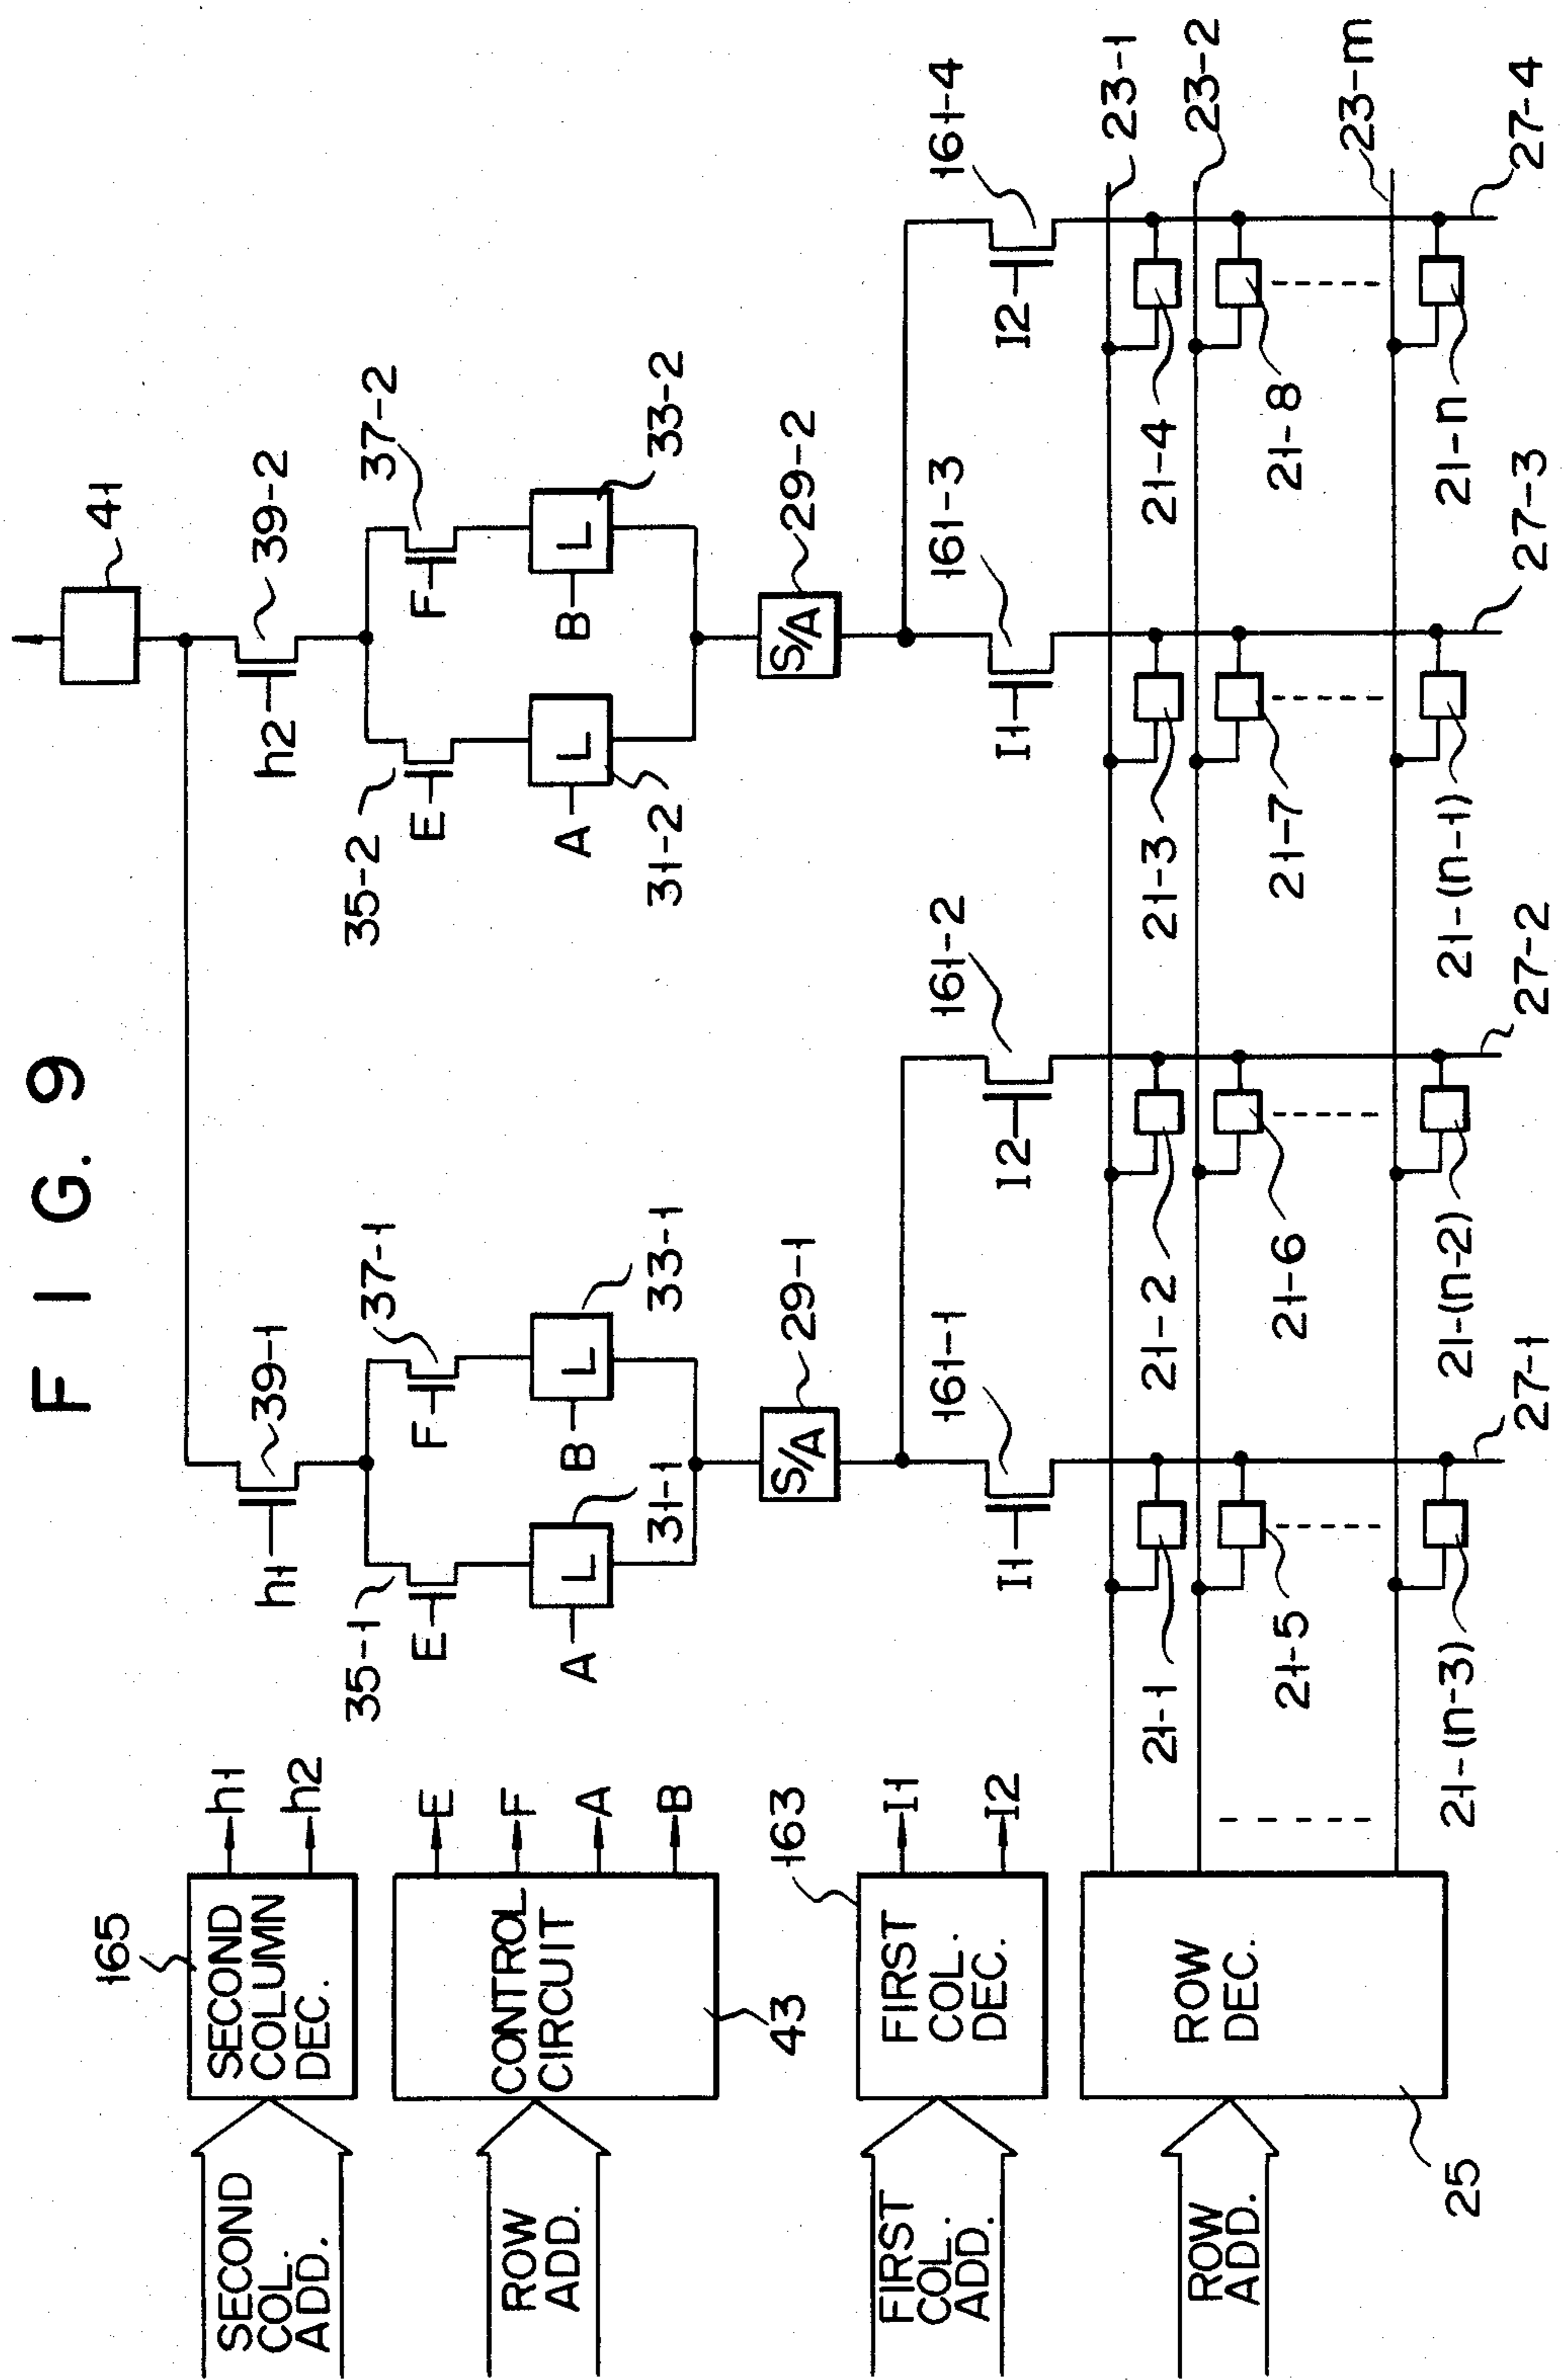 F I G. 9
41
165
SECOND
COL.
ADD.
SECOND
COLUMN
DEC.
h1
h2
h1
39-1
h2
39-2
ROW
ADD.
CONTROL
CIRCUIT
43
E
F
A
B
35-1
E
F
37-1
A
L
31-1
B
L
33-1
35-2
E
F
37-2
A
L
31-2
B
L
33-2
S/A
29-1
S/A
29-2
163
FIRST
COL.
ADD.
FIRST
COL.
DEC.
I1
I2
I1
161-1
I2
161-2
I1
161-3
I2
161-4
ROW
ADD.
ROW
DEC.
25
23-1
23-2
23-m
21-1
21-2
21-3
21-4
21-5
21-6
21-7
21-8
21-(n-3)
21-(n-2)
21-(n-1)
21-n
27-1
27-2
27-3
27-4